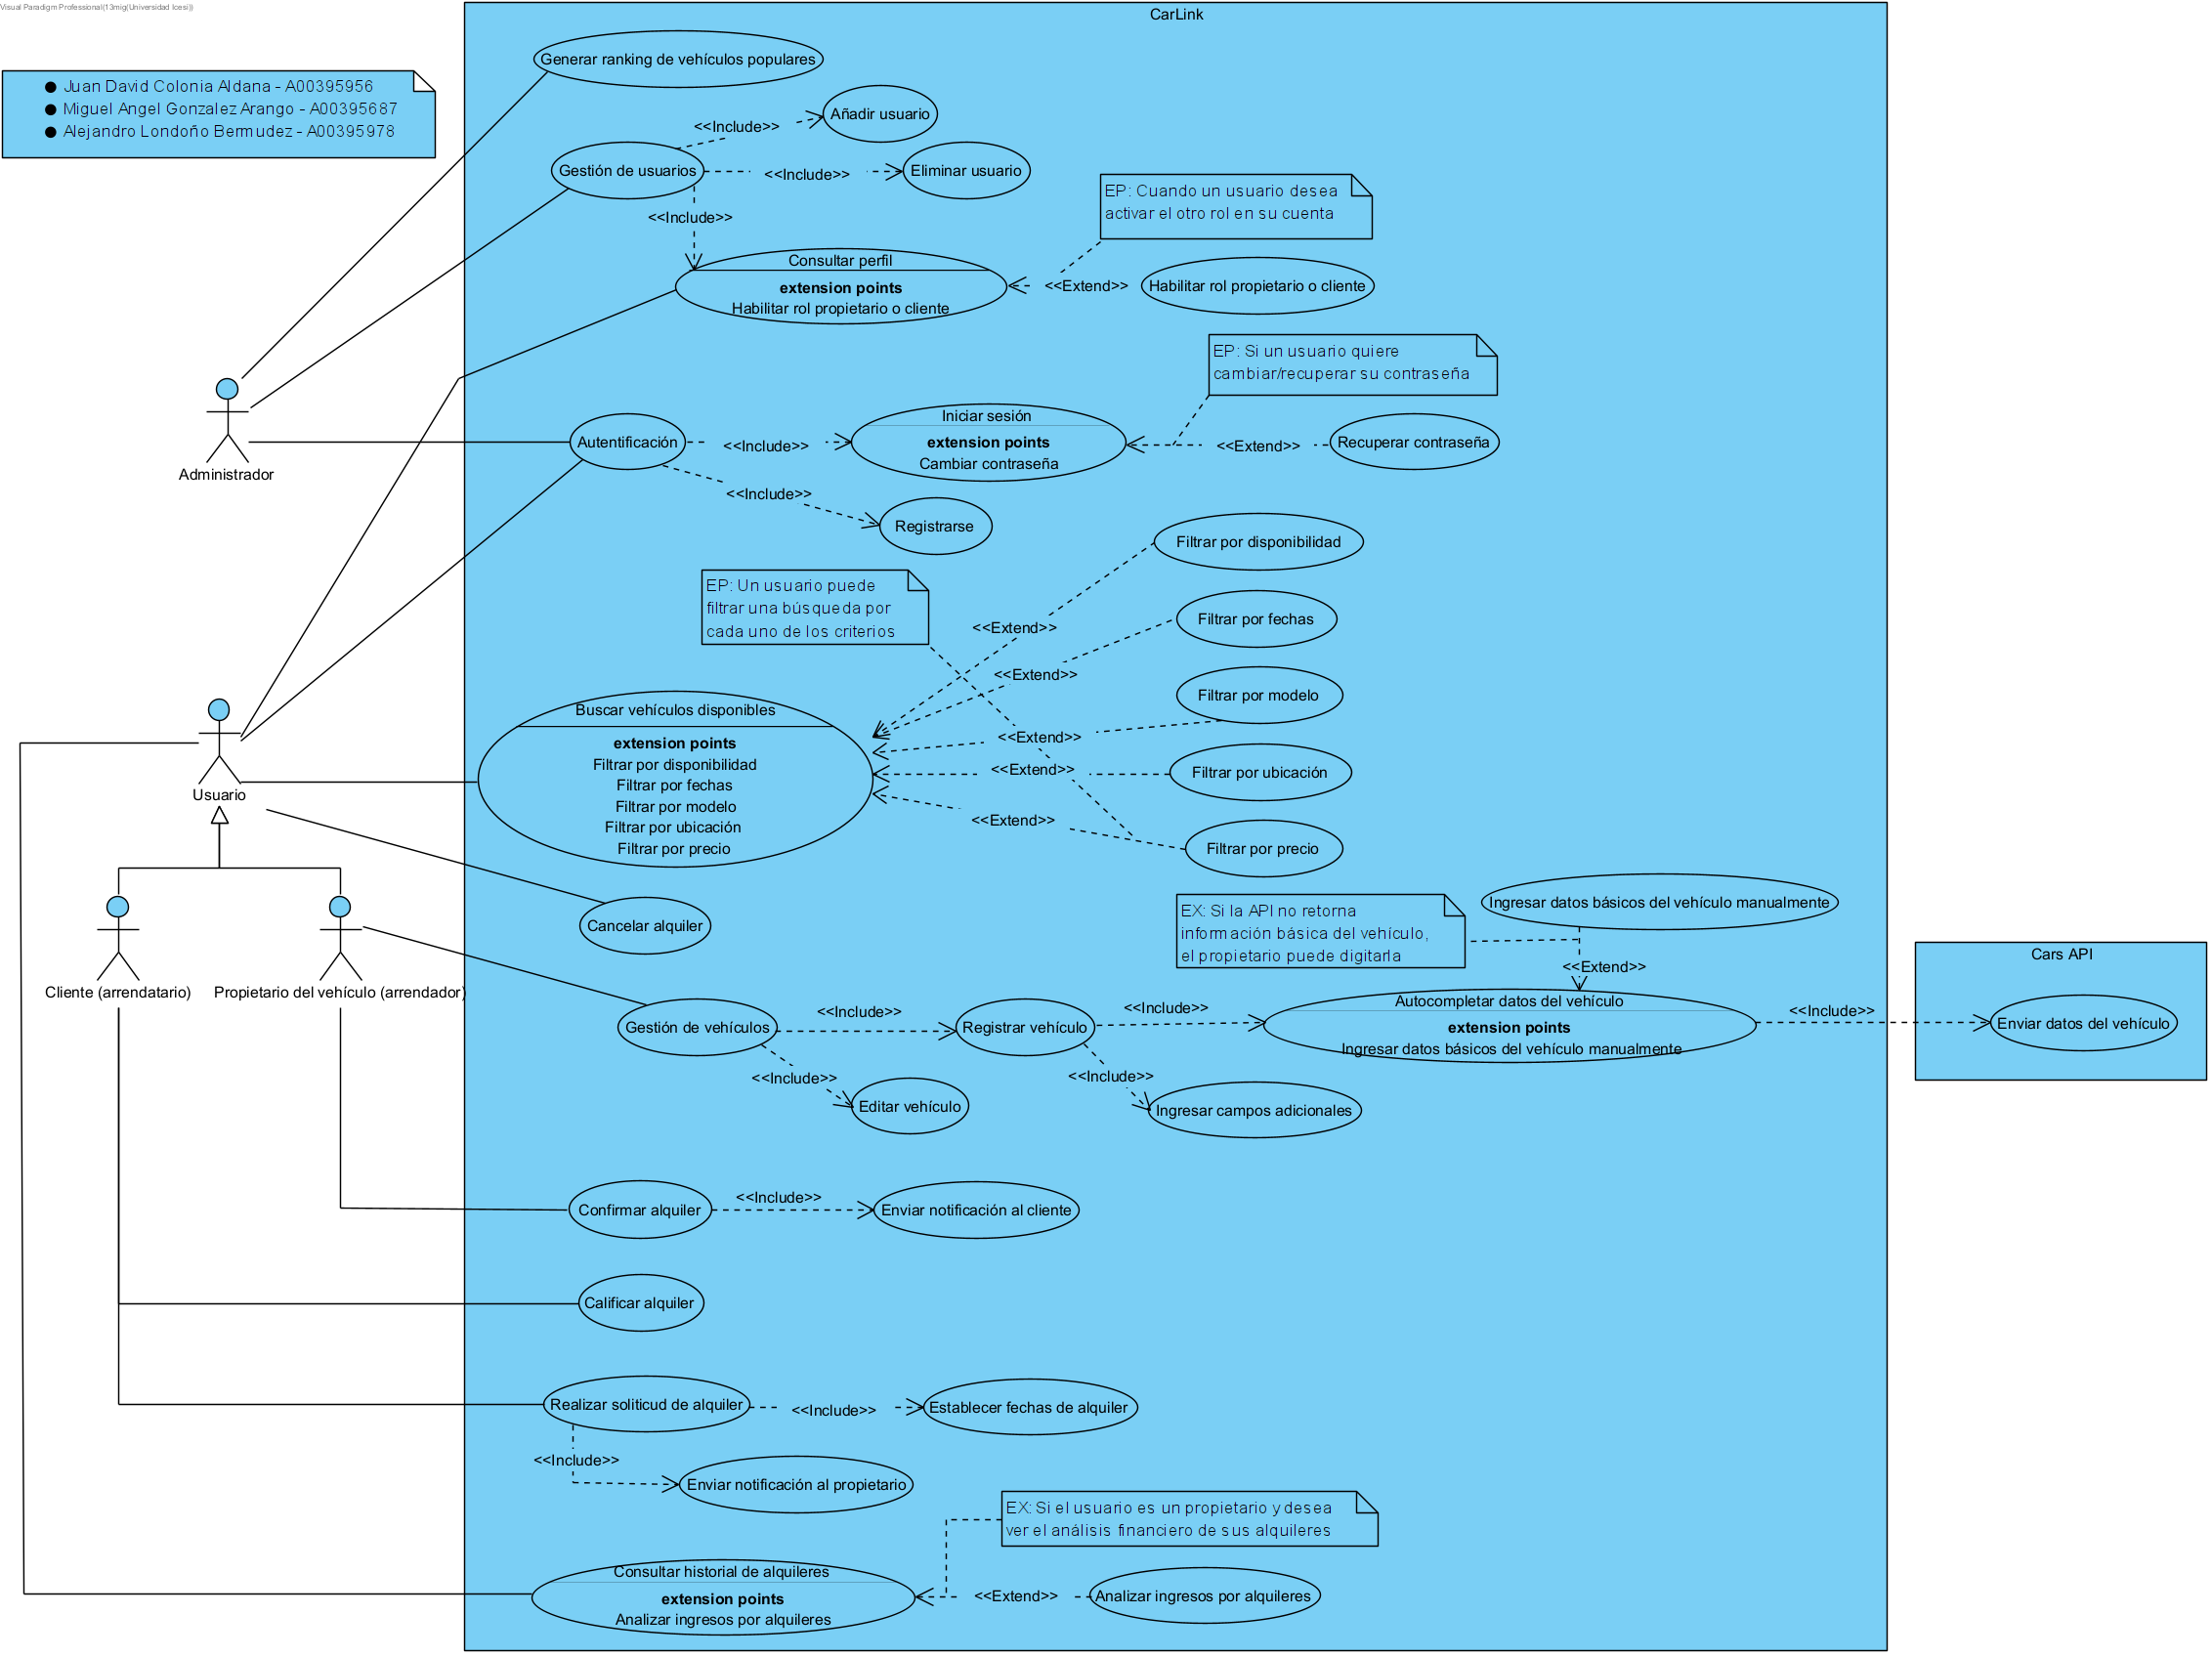 Visual Paradigm Professional(13mig(Universidad Icesi))
CarLink
Generar ranking de vehículos populares
Juan David Colonia Aldana - A00395956
Miguel Angel Gonzalez Arango - A00395687
Alejandro Londoño Bermudez - A00395978
Añadir usuario
<<Include>>
Gestión de usuarios
<<Include>>
Eliminar usuario
<<Include>>
EP: Cuando un usuario desea
activar el otro rol en su cuenta
Consultar perfil
extension points
Habilitar rol propietario o cliente
<<Extend>>
Habilitar rol propietario o cliente
EP: Si un usuario quiere
cambiar/recuperar su contraseña
Administrador
Autentificación
<<Include>>
Iniciar sesión
extension points
Cambiar contraseña
<<Extend>>
Recuperar contraseña
<<Include>>
Registrarse
Filtrar por disponibilidad
EP: Un usuario puede
filtrar una búsqueda por
cada uno de los criterios
<<Extend>>
Filtrar por fechas
<<Extend>>
Filtrar por modelo
<<Extend>>
Filtrar por ubicación
<<Extend>>
Filtrar por precio
<<Extend>>
Usuario
Buscar vehículos disponibles
extension points
Filtrar por disponibilidad
Filtrar por fechas
Filtrar por modelo
Filtrar por ubicación
Filtrar por precio
Cancelar alquiler
EX: Si la API no retorna
información básica del vehículo,
el propietario puede digitarla
Ingresar datos básicos del vehículo manualmente
<<Extend>>
Cars API
Cliente (arrendatario)
Propietario del vehículo (arrendador)
Gestión de vehículos
<<Include>>
Registrar vehículo
<<Include>>
Autocompletar datos del vehículo
extension points
Ingresar datos básicos del vehículo manualmente
<<Include>>
Enviar datos del vehículo
<<Include>>
Editar vehículo
<<Include>>
Ingresar campos adicionales
Confirmar alquiler
<<Include>>
Enviar notificación al cliente
Calificar alquiler
Realizar soliticud de alquiler
<<Include>>
Establecer fechas de alquiler
<<Include>>
Enviar notificación al propietario
EX: Si el usuario es un propietario y desea
ver el análisis financiero de sus alquileres
Consultar historial de alquileres
extension points
Analizar ingresos por alquileres
<<Extend>>
Analizar ingresos por alquileres